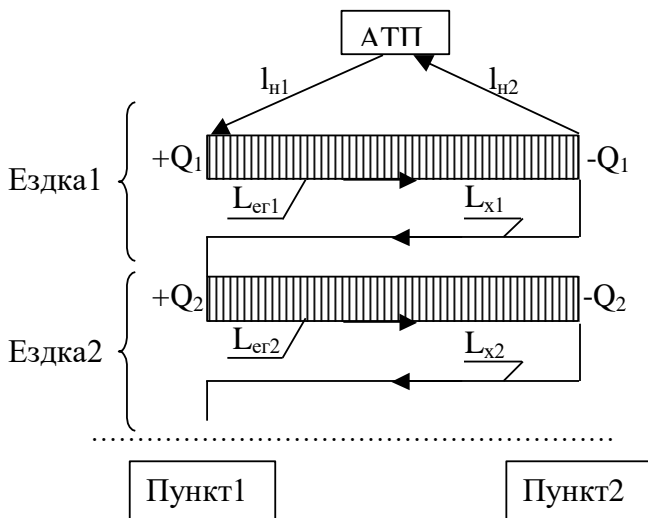 АТП
lн1
lн2
+Q1
-Q1
Ездка1
Lег1
Lх1
+Q2
-Q2
Ездка2
Lег2
Lх2
Пункт1
Пункт2